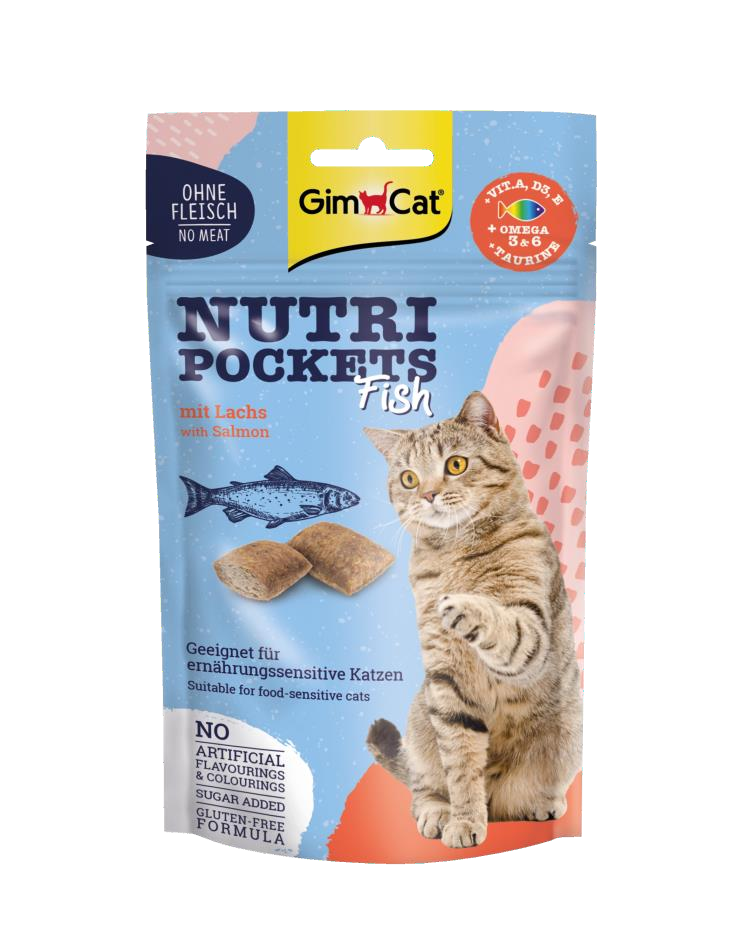 OHNE
FLEISCH
NO MEAT
GimCat®
+ VIT.A, D3, E
+ OMEGA
3 & 6
+ TAURINE
NUTRI
POCKETS
Fish
mit Lachs
with Salmon
Geeignet für
ernährungssensitive Katzen
Suitable for food-sensitive cats
NO
ARTIFICIAL
FLAVOURINGS
& COLOURINGS
SUGAR ADDED
GLUTEN-FREE
FORMULA